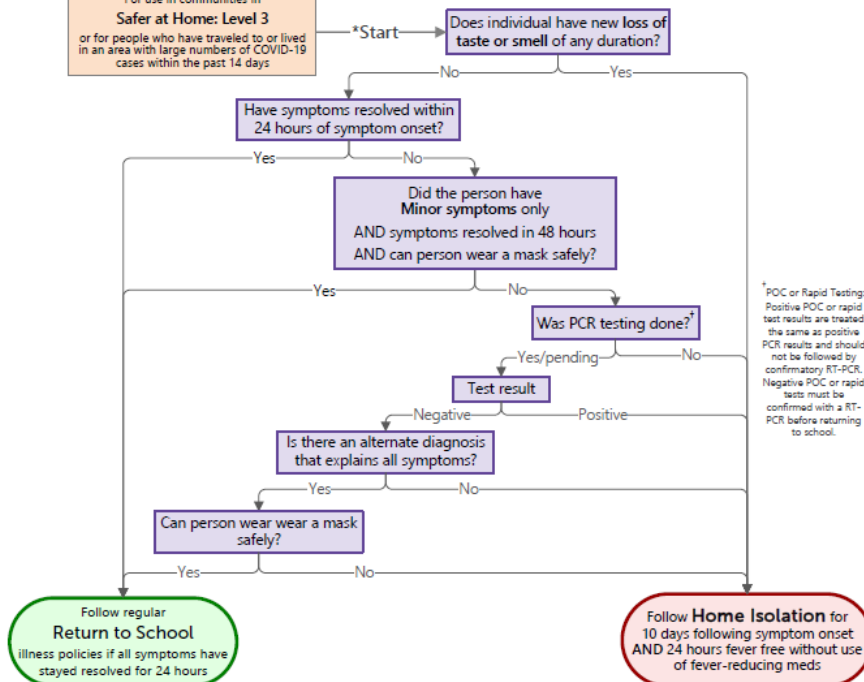 For use in communities in
Safer at Home: Level 3
or for people who have traveled to or lived
in an area with large numbers of COVID-19
cases within the past 14 days
*Start
Does individual have new loss of
taste or smell of any duration?
No
Yes
Have symptoms resolved within
24 hours of symptom onset?
Yes
No
Did the person have
Minor symptoms only
AND symptoms resolved in 48 hours
AND can person wear a mask safely?
Yes
No
Was PCR testing done?†
Yes/pending
No
†POC or Rapid Testing:
Positive POC or rapid
test results are treated
the same as positive
PCR results and should
not be followed by
confirmatory RT-PCR.
Negative POC or rapid
tests must be
confirmed with a RT-
PCR before returning
to school.
Test result
Negative
Positive
Is there an alternate diagnosis
that explains all symptoms?
Yes
No
Can person wear wear a mask
safely?
Yes
No
Follow regular
Return to School
illness policies if all symptoms have
stayed resolved for 24 hours
Follow Home Isolation for
10 days following symptom onset
AND 24 hours fever free without use
of fever-reducing meds